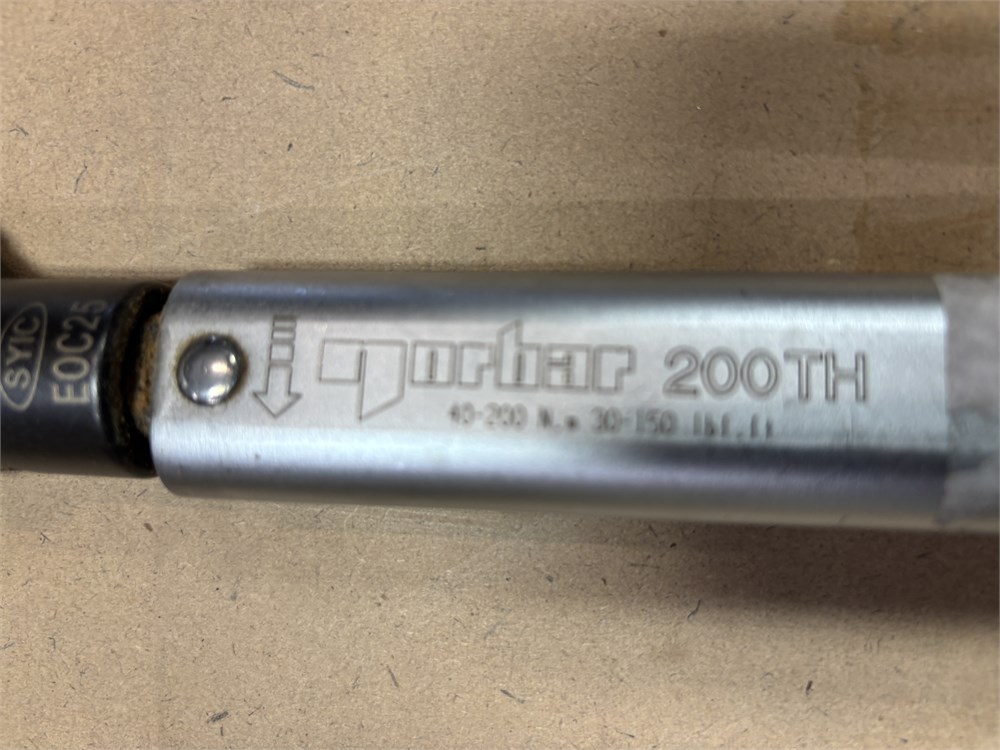 SYIC
EOC25
norbar 200TH
40-200 N.m 30-150 lbf.ft